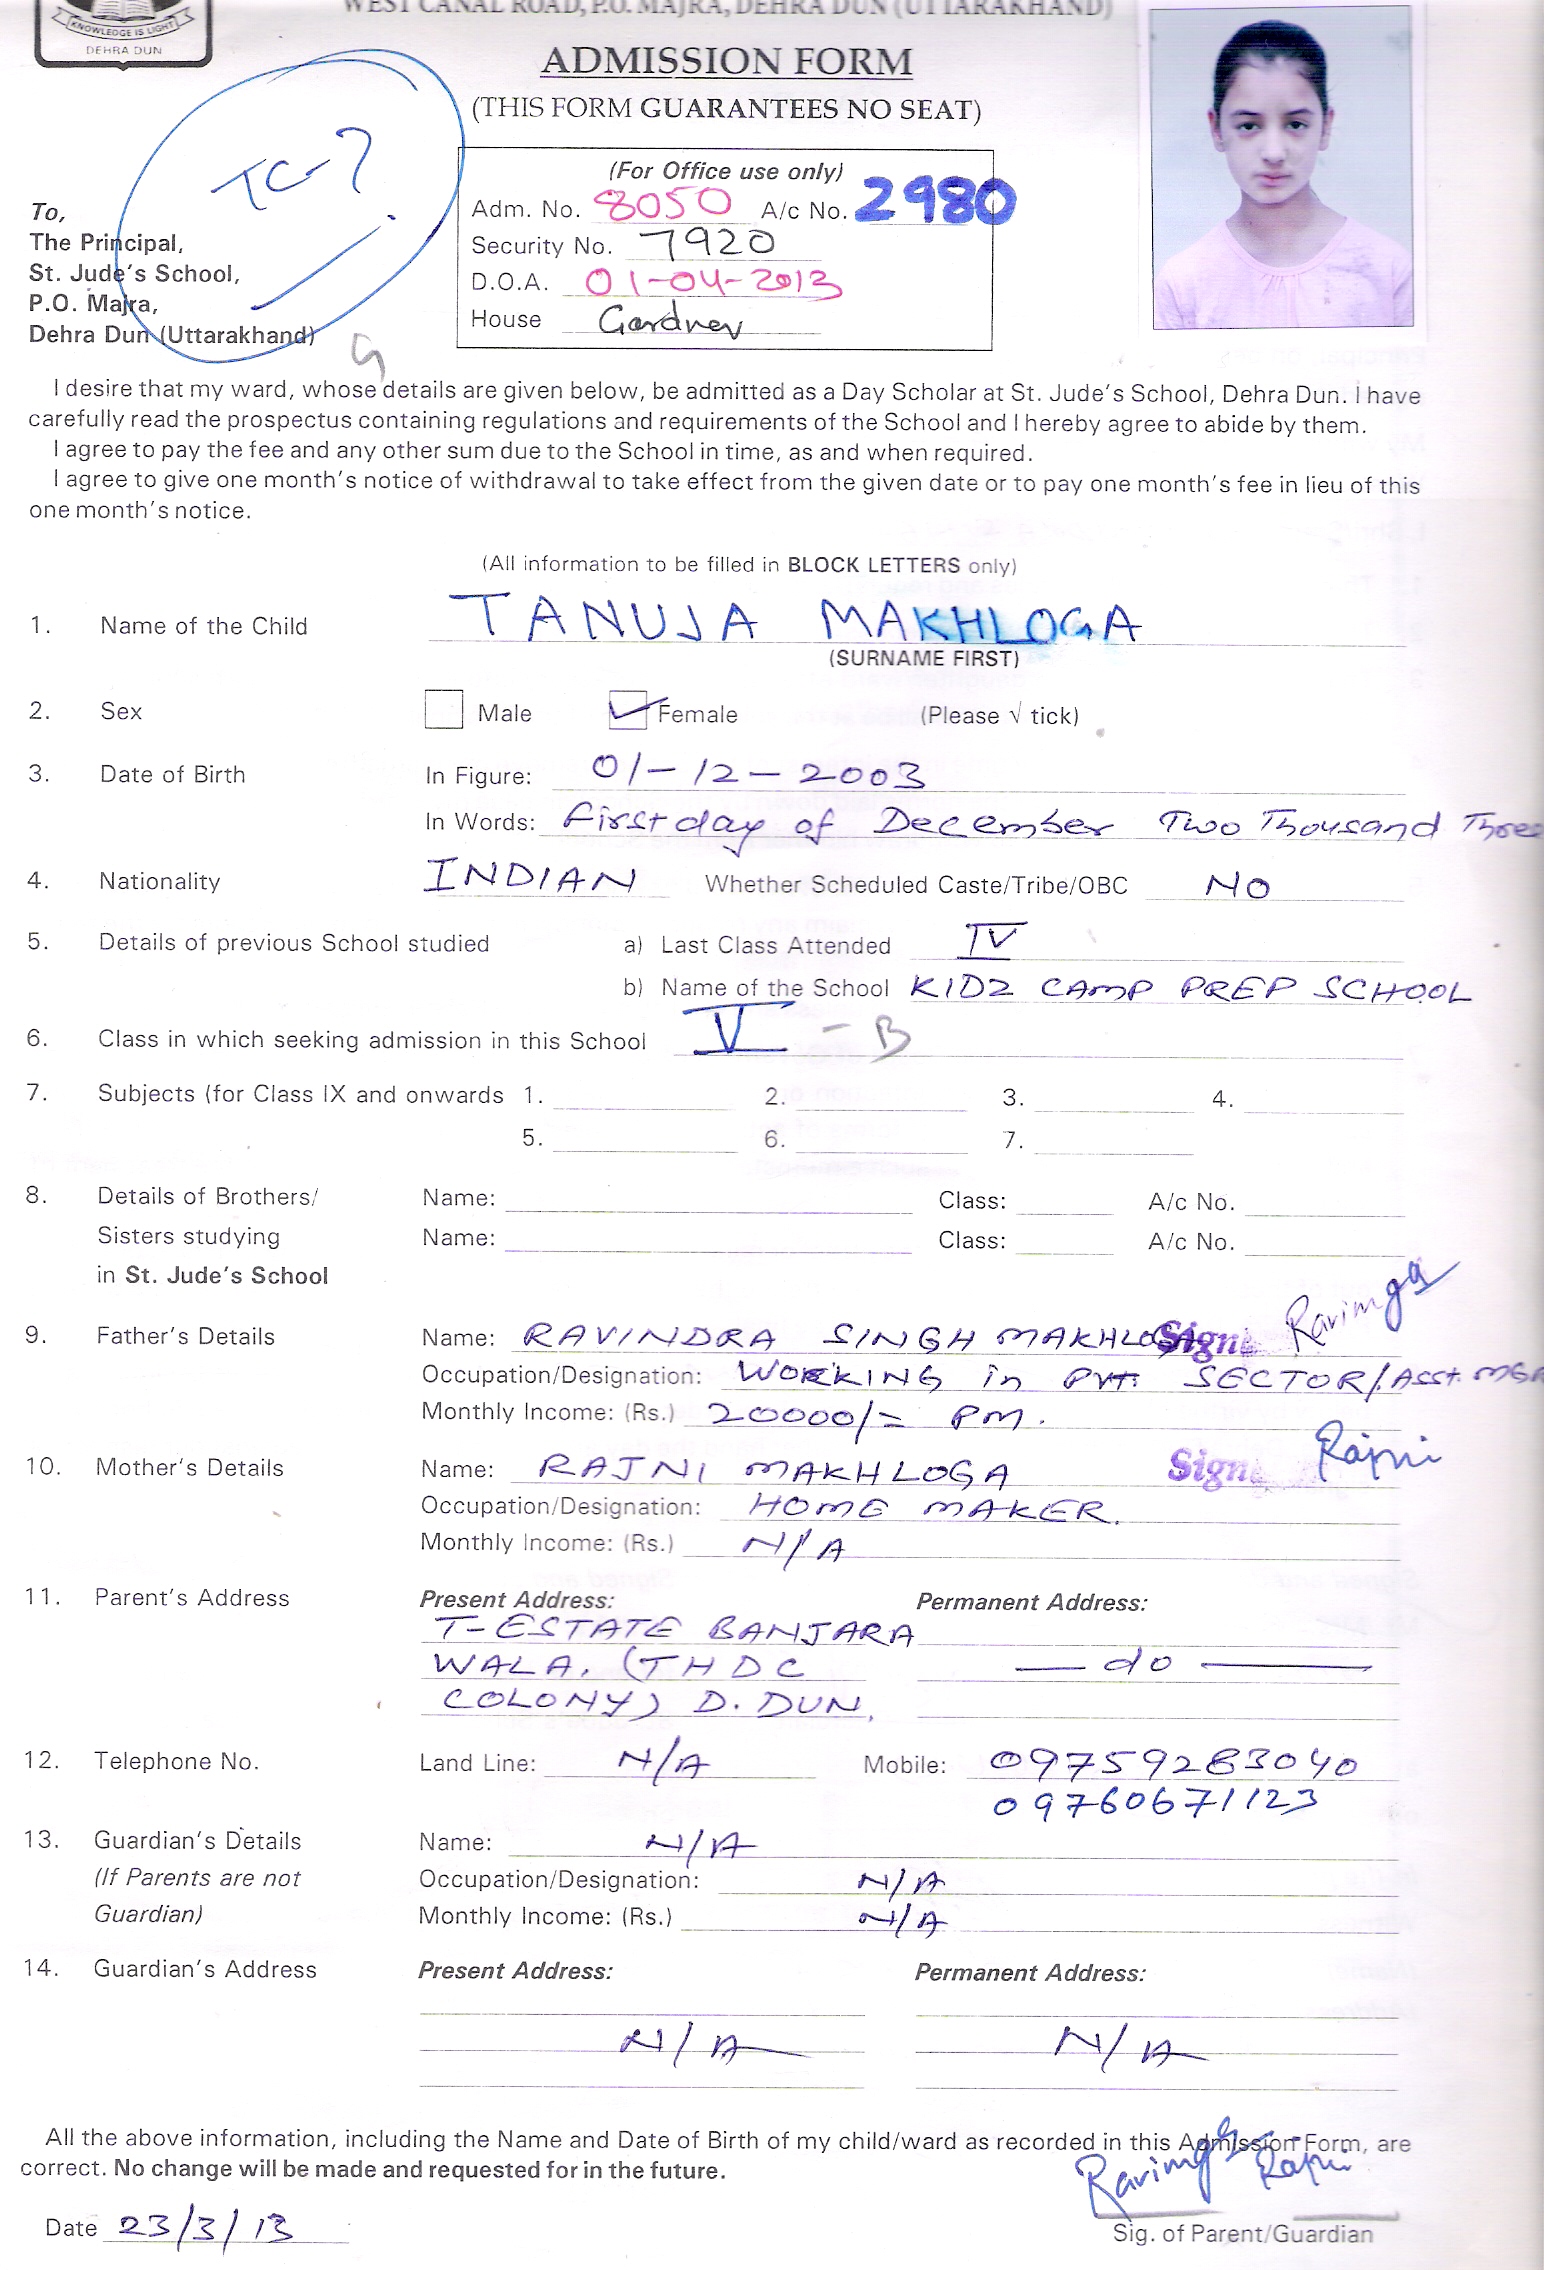 WEST CANAL ROAD, P.O. MAJRA, DEHRA DUN (UTTARAKHAND)
KNOWLEDGE IS LIGHT
DEHRA DUN
ADMISSION FORM
(THIS FORM GUARANTEES NO SEAT)
TC-?
(For Office use only)
Adm. No. 8050 A/c No. 2980
Security No. 7920
D.O.A. 01-04-2013
House Gardner
To,
The Principal,
St. Jude's School,
P.O. Majra,
Dehra Dun (Uttarakhand)
G
I desire that my ward, whose details are given below, be admitted as a Day Scholar at St. Jude's School, Dehra Dun. I have
carefully read the prospectus containing regulations and requirements of the School and I hereby agree to abide by them.
I agree to pay the fee and any other sum due to the School in time, as and when required.
I agree to give one month's notice of withdrawal to take effect from the given date or to pay one month's fee in lieu of this
one month's notice.
(All information to be filled in BLOCK LETTERS only)
1. Name of the Child TANUJA MAKHLOGA
(SURNAME FIRST)
2. Sex Male Female (Please √ tick)
3. Date of Birth In Figure: 01-12-2003
In Words: First day of December Two Thousand Three
4. Nationality INDIAN Whether Scheduled Caste/Tribe/OBC NO
5. Details of previous School studied a) Last Class Attended IV
b) Name of the School KIDZ CAMP PREP SCHOOL
6. Class in which seeking admission in this School V - B
7. Subjects (for Class IX and onwards 1. 2. 3. 4.
5. 6. 7.
8. Details of Brothers/ Name: Class: A/c No.
Sisters studying Name: Class: A/c No.
in St. Jude's School
9. Father's Details Name: RAVINDRA SINGH MAKHLOGA Sign.
Occupation/Designation: WORKING in PVT. SECTOR/Asst. MGR
Monthly Income: (Rs.) 20000/= PM.
10. Mother's Details Name: RAJNI MAKHLOGA Sign. Rajni
Occupation/Designation: HOME MAKER.
Monthly Income: (Rs.) N/A
11. Parent's Address Present Address: Permanent Address:
T-ESTATE BANJARA
WALA. (THDC — do —
COLONY) D. DUN.
12. Telephone No. Land Line: N/A Mobile: 09759283040
09760671123
13. Guardian's Details Name: N/A
(If Parents are not Occupation/Designation: N/A
Guardian) Monthly Income: (Rs.) N/A
14. Guardian's Address Present Address: Permanent Address:
N/A N/A
All the above information, including the Name and Date of Birth of my child/ward as recorded in this Admission Form, are
correct. No change will be made and requested for in the future.
Rajni
Date 23/3/13
Sig. of Parent/Guardian